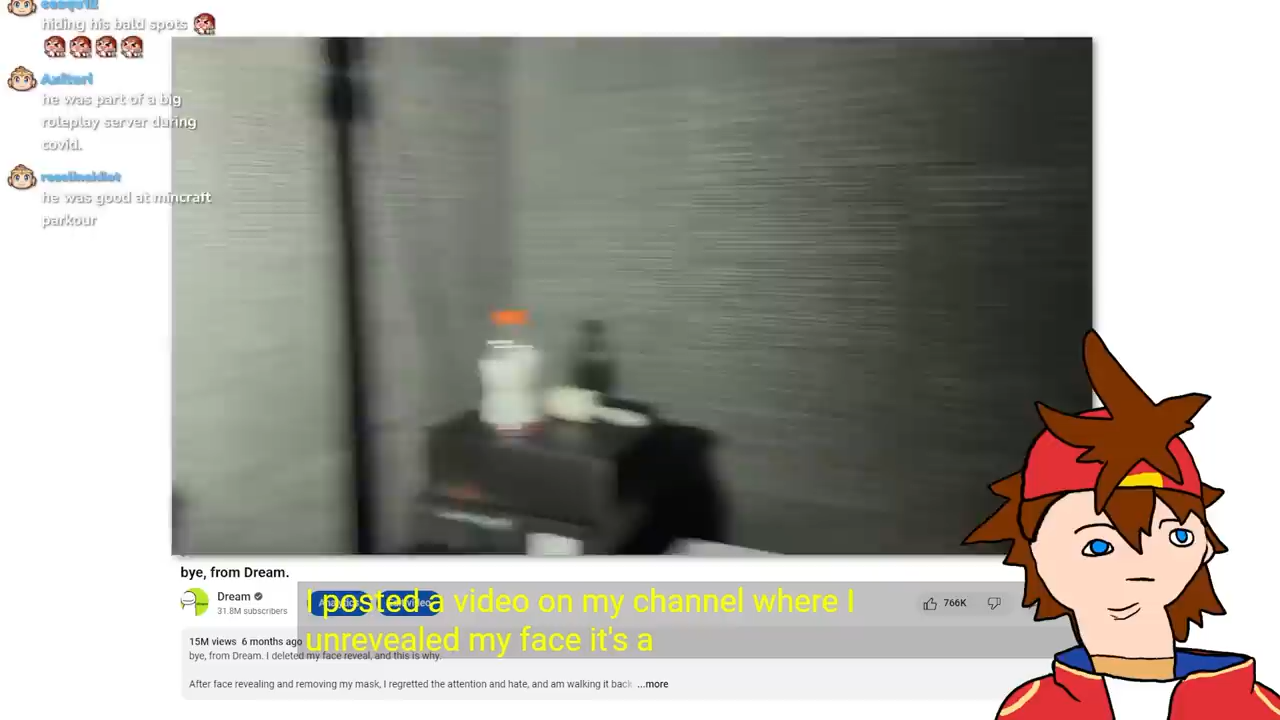 hiding his bald spots
Axituri
he was part of a big
roleplay server during
covid.
he was good at mincraft
parkour
bye, from Dream.
Dream
31.8M subscribers
I posted a video on my channel where I
unrevealed my face it's a
766K
15M views 6 months ago
bye, from Dream. I deleted my face reveal, and this is why.
After face revealing and removing my mask, I regretted the attention and hate, and am walking it back ...more